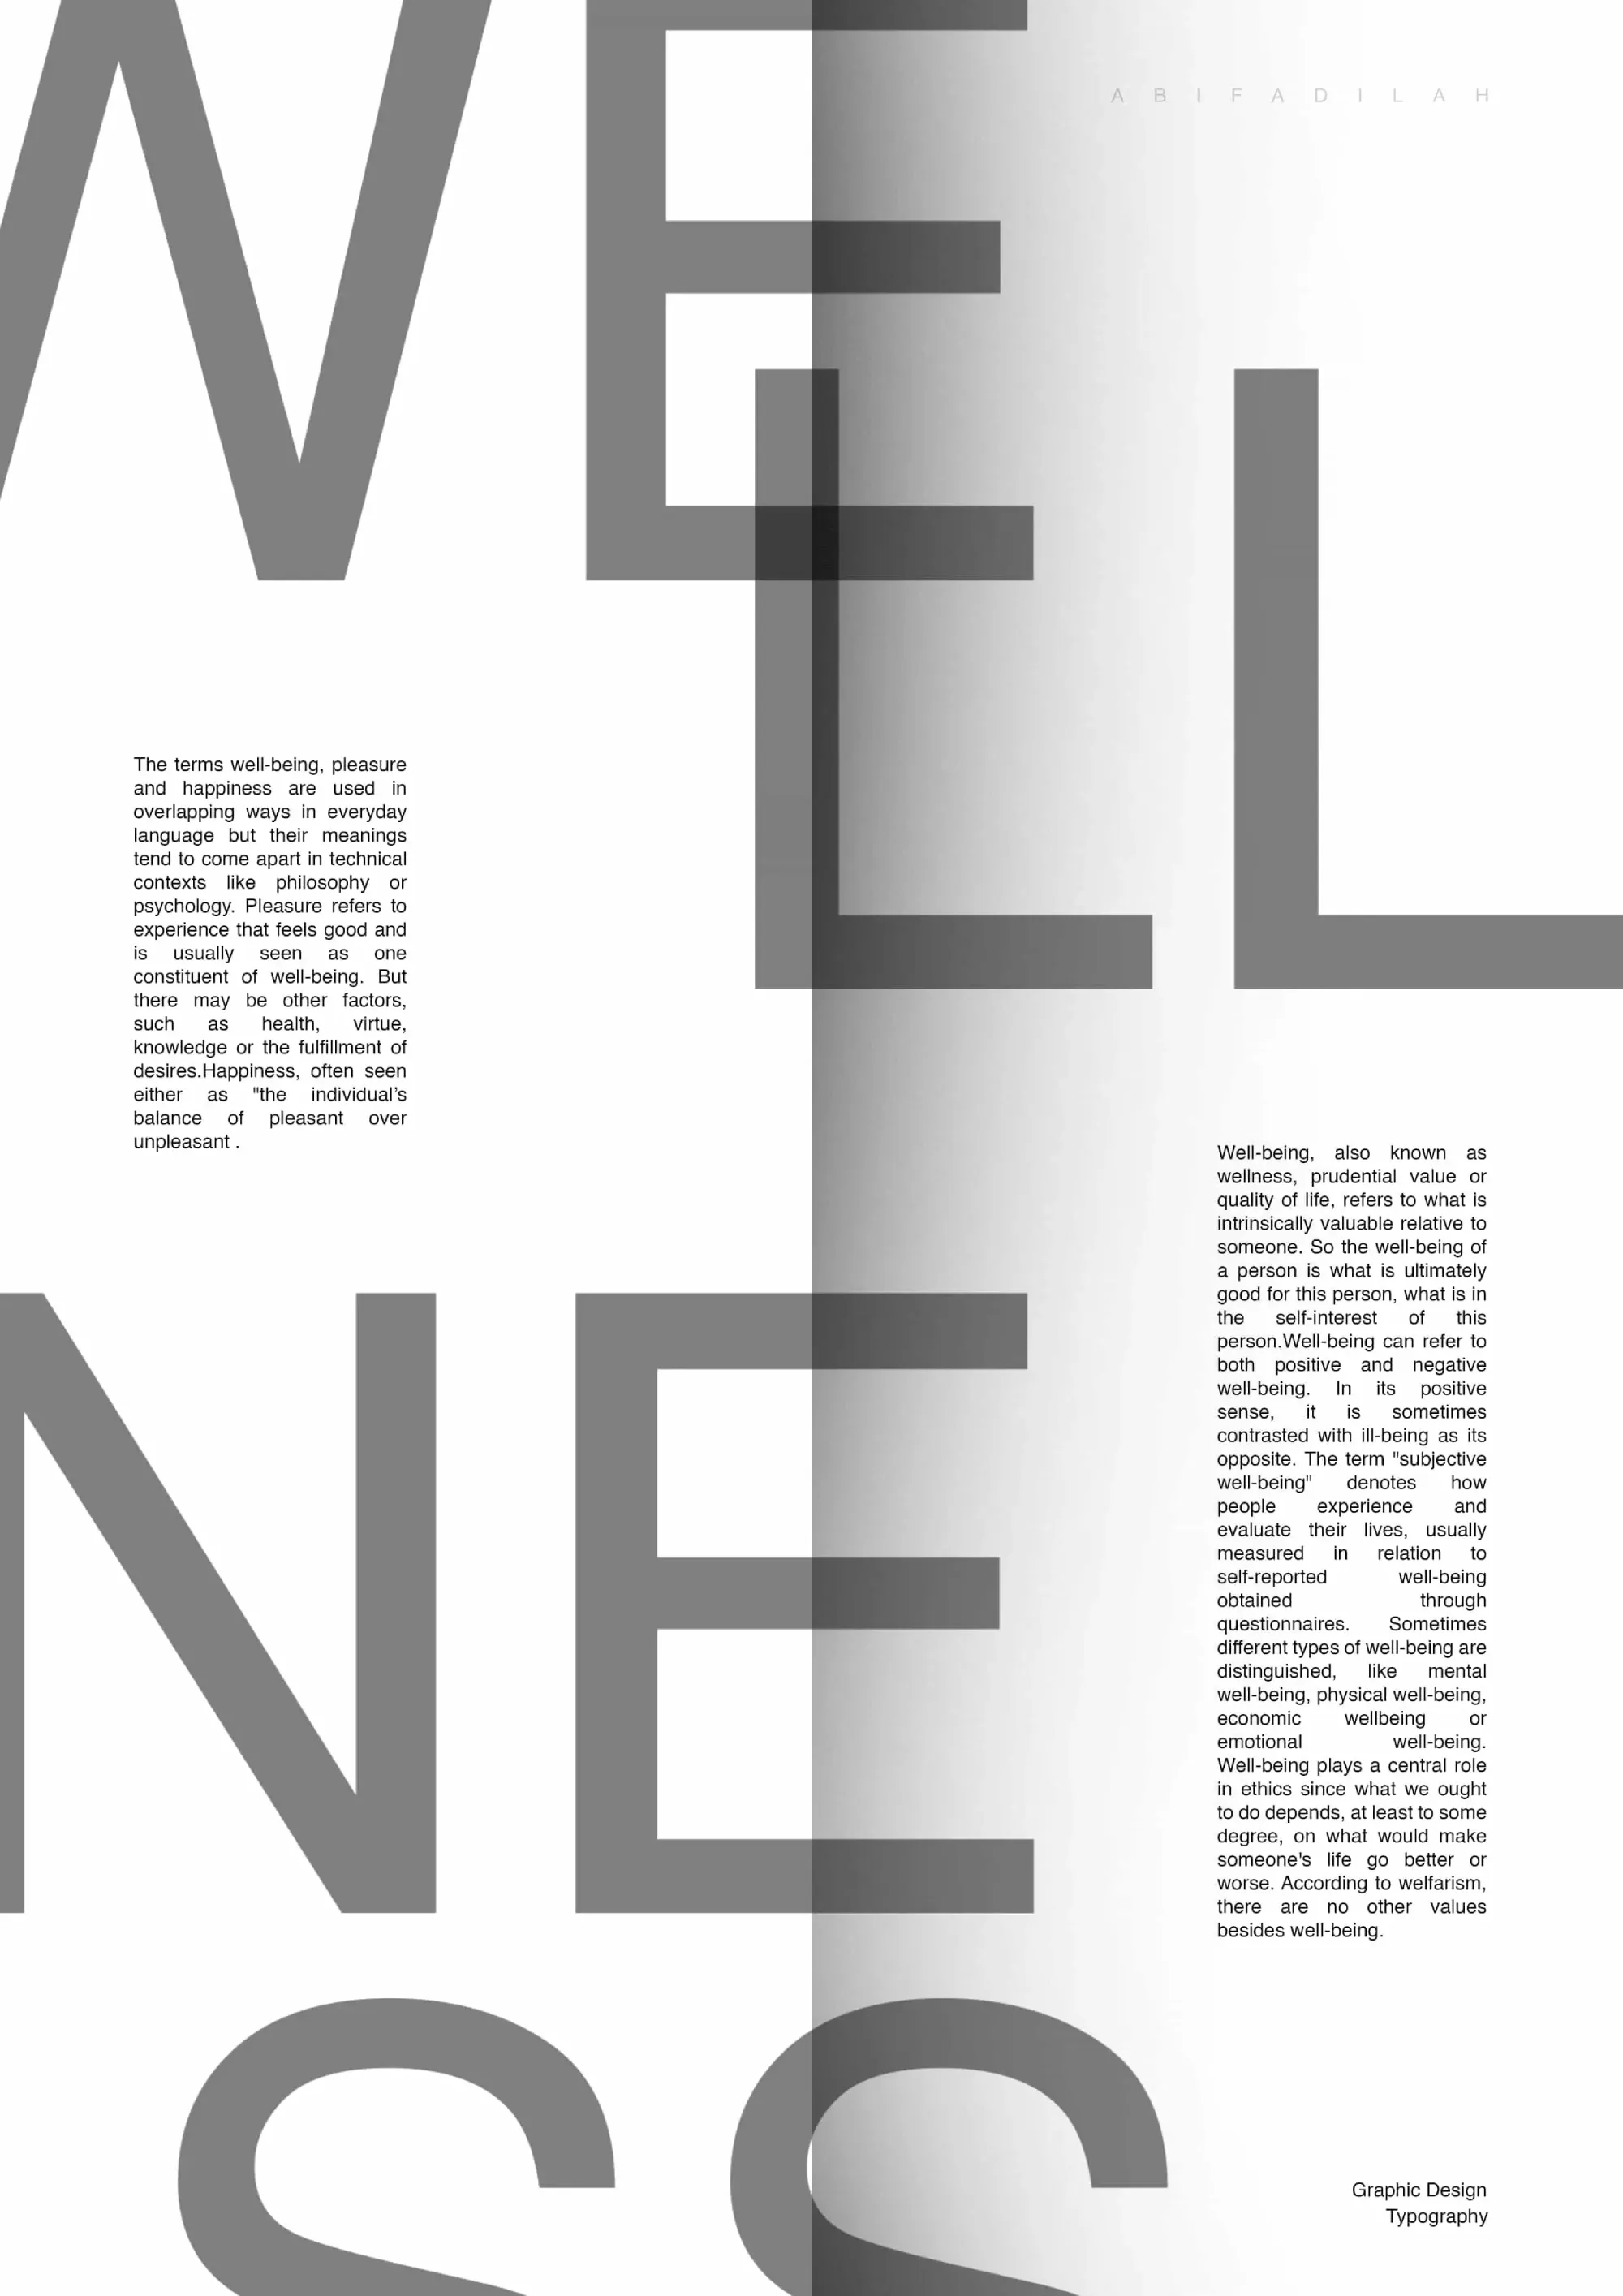 WE
A B I F A D I L A H
LL
The terms well-being, pleasure
and happiness are used in
overlapping ways in everyday
language but their meanings
tend to come apart in technical
contexts like philosophy or
psychology. Pleasure refers to
experience that feels good and
is usually seen as one
constituent of well-being. But
there may be other factors,
such as health, virtue,
knowledge or the fulfillment of
desires.Happiness, often seen
either as "the individual’s
balance of pleasant over
unpleasant .
Well-being, also known as
wellness, prudential value or
quality of life, refers to what is
intrinsically valuable relative to
someone. So the well-being of
a person is what is ultimately
good for this person, what is in
the self-interest of this
person.Well-being can refer to
both positive and negative
well-being. In its positive
sense, it is sometimes
contrasted with ill-being as its
opposite. The term "subjective
well-being" denotes how
people experience and
evaluate their lives, usually
measured in relation to
self-reported well-being
obtained through
questionnaires. Sometimes
different types of well-being are
distinguished, like mental
well-being, physical well-being,
economic wellbeing or
emotional well-being.
Well-being plays a central role
in ethics since what we ought
to do depends, at least to some
degree, on what would make
someone's life go better or
worse. According to welfarism,
there are no other values
besides well-being.
NE
SS
Graphic Design
Typography